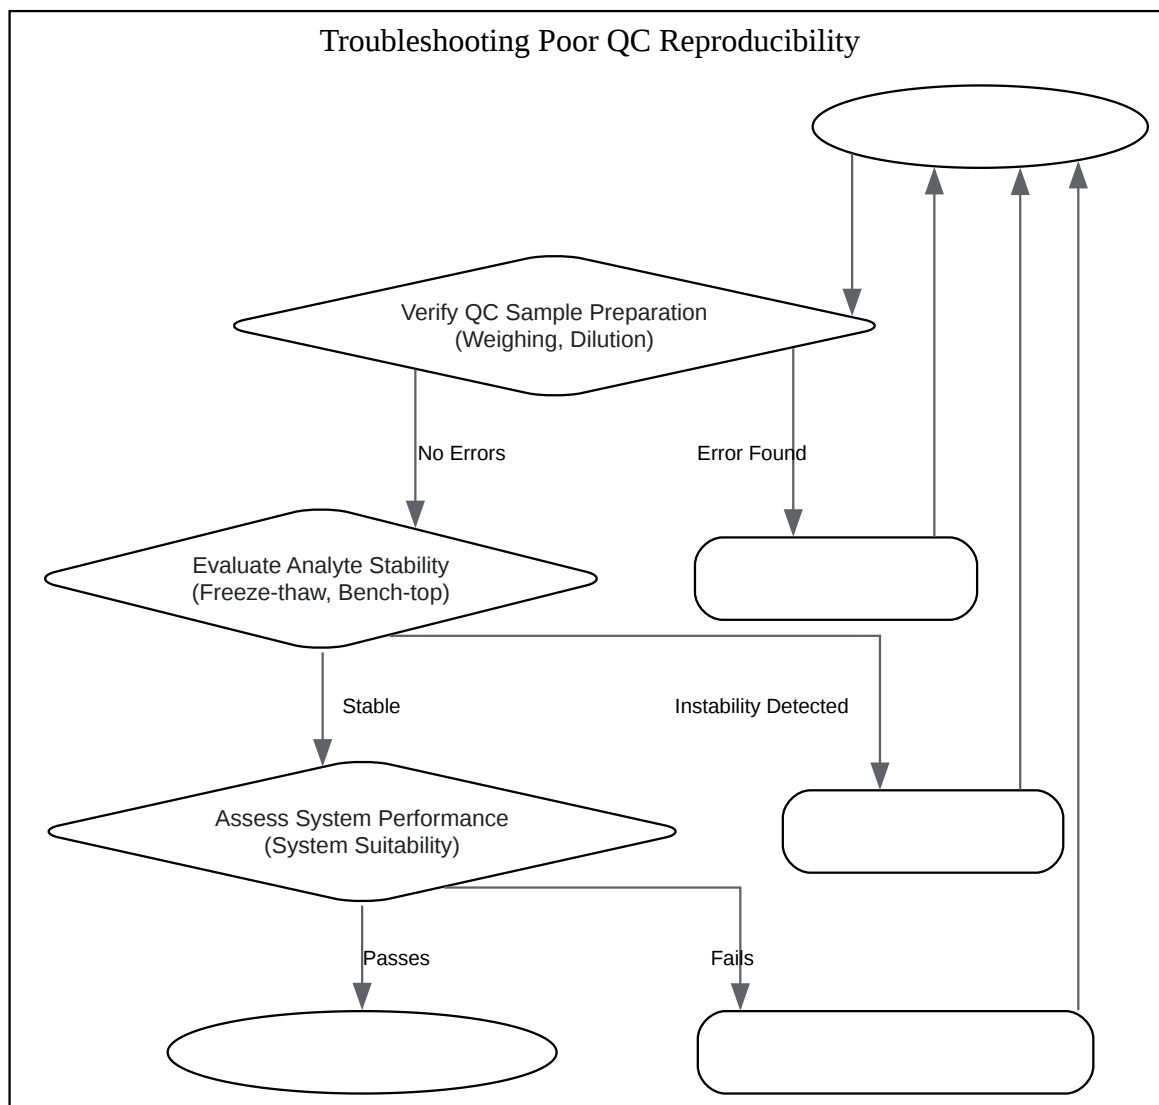 Troubleshooting Poor QC Reproducibility
Verify QC Sample Preparation
(Weighing, Dilution)
No Errors
Error Found
Evaluate Analyte Stability
(Freeze-thaw, Bench-top)
Stable
Instability Detected
Assess System Performance
(System Suitability)
Passes
Fails